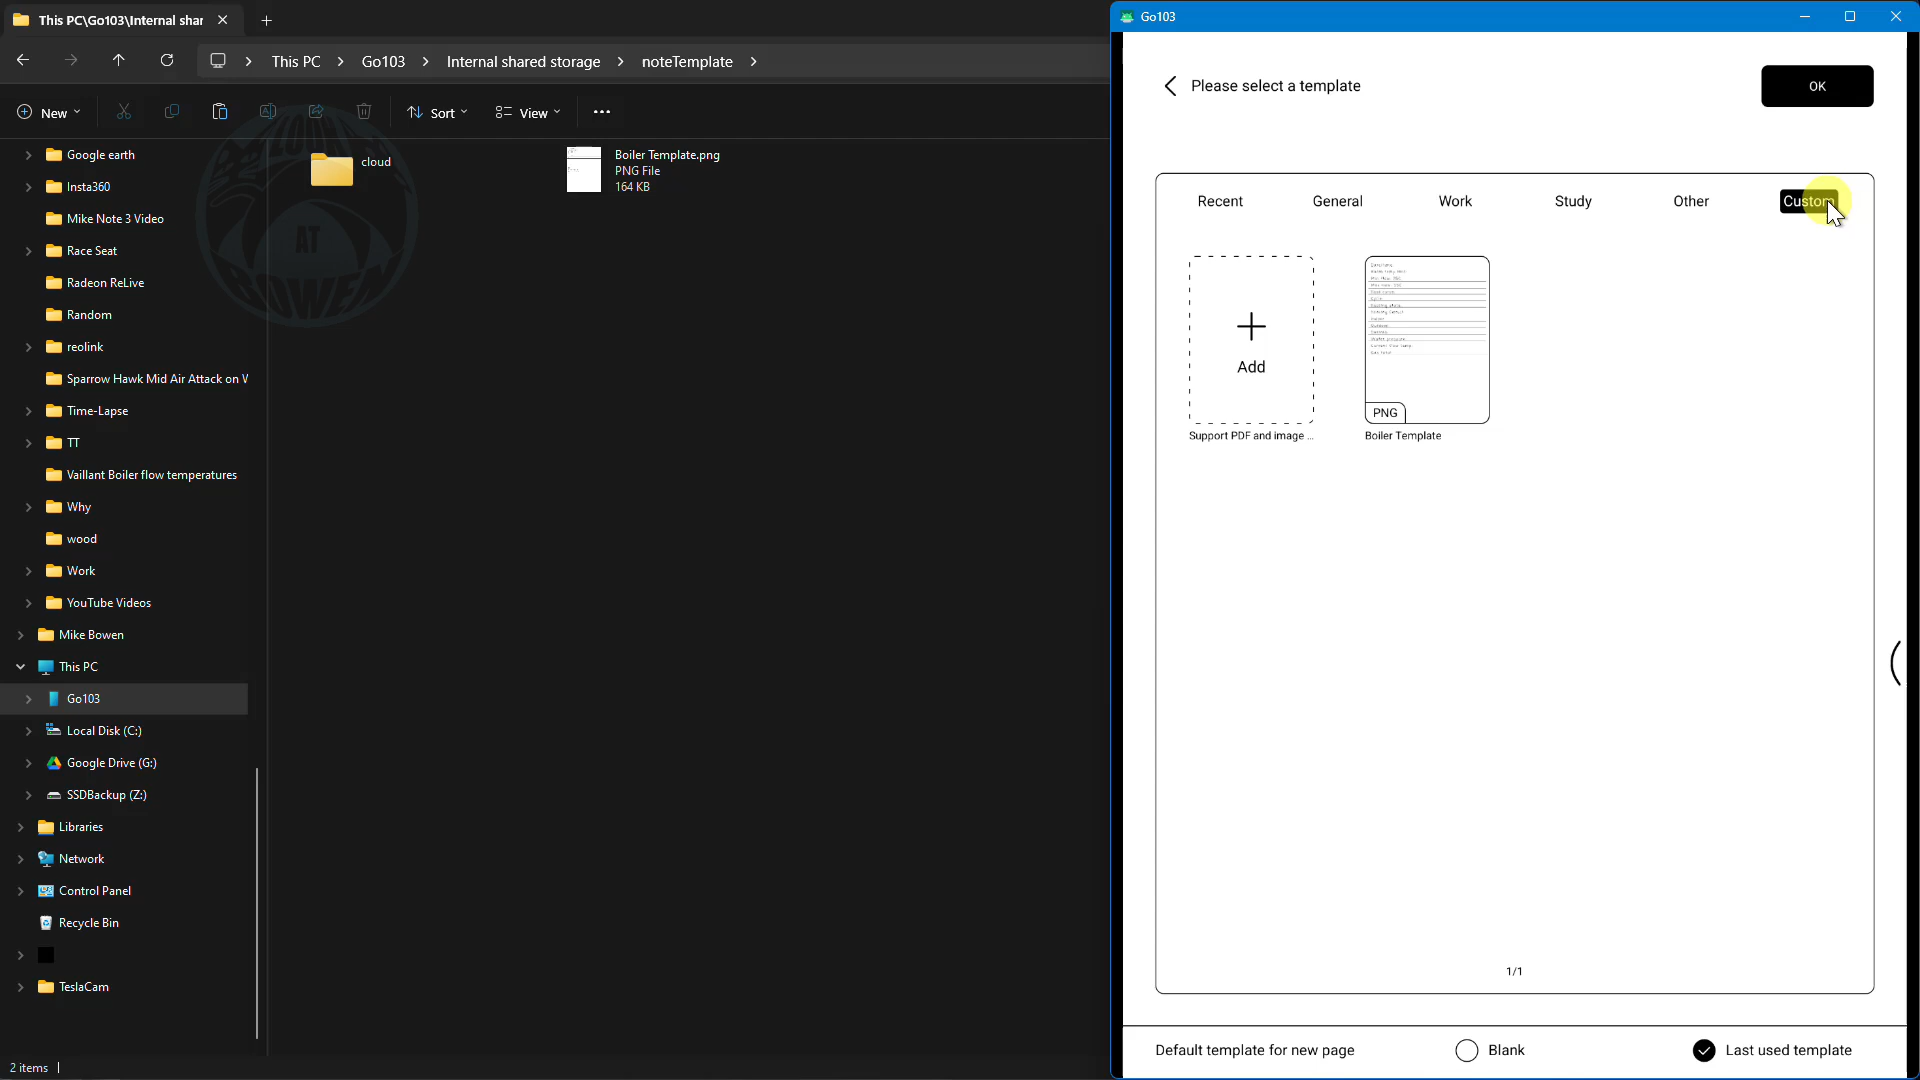 This PC\Go103\Internal shar
This PC
Go103
Internal shared storage
noteTemplate
New
Sort
View
Google earth
Insta360
Mike Note 3 Video
Race Seat
Radeon ReLive
Random
reolink
Sparrow Hawk Mid Air Attack on V
Time-Lapse
TT
Vaillant Boiler flow temperatures
Why
wood
Work
YouTube Videos
Mike Bowen
This PC
Go103
Local Disk (C:)
Google Drive (G:)
SSDBackup (Z:)
Libraries
Network
Control Panel
Recycle Bin
TeslaCam
2 items
cloud
Boiler Template.png
PNG File
164 KB
AT
Go103
Please select a template
OK
Recent
General
Work
Study
Other
Custom
Add
Support PDF and image ...
PNG
Boiler Template
1/1
Default template for new page
Blank
Last used template